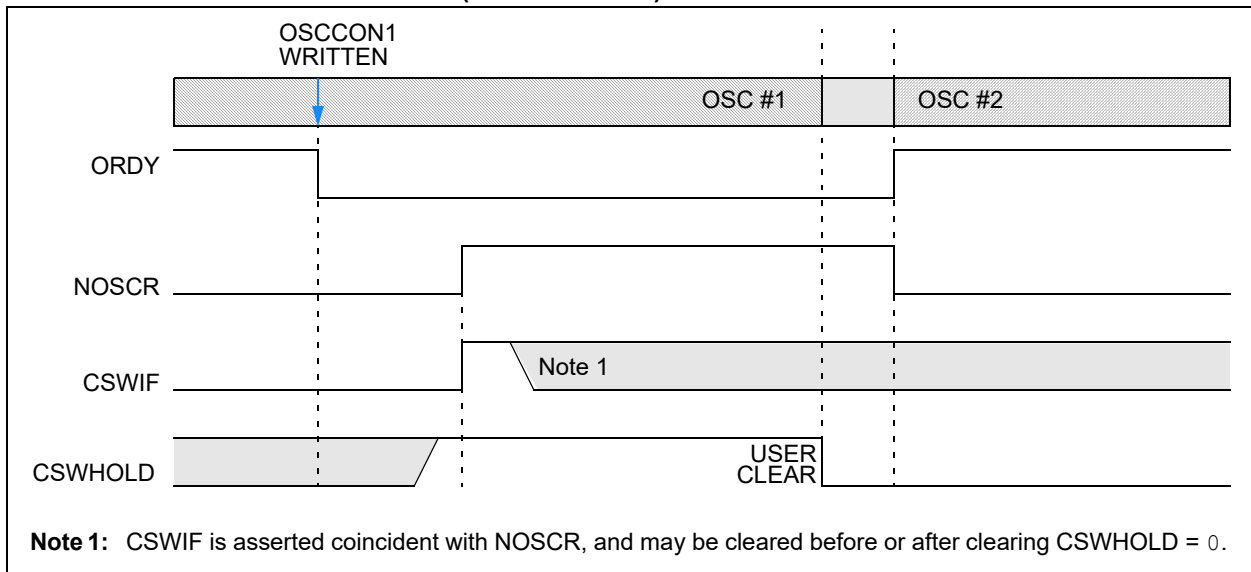 OSCCON1
WRITTEN
OSC #1
OSC #2
ORDY
NOSCR
CSWIF
Note 1
CSWHOLD
USER
CLEAR
Note 1: CSWIF is asserted coincident with NOSCR, and may be cleared before or after clearing CSWHOLD = 0.